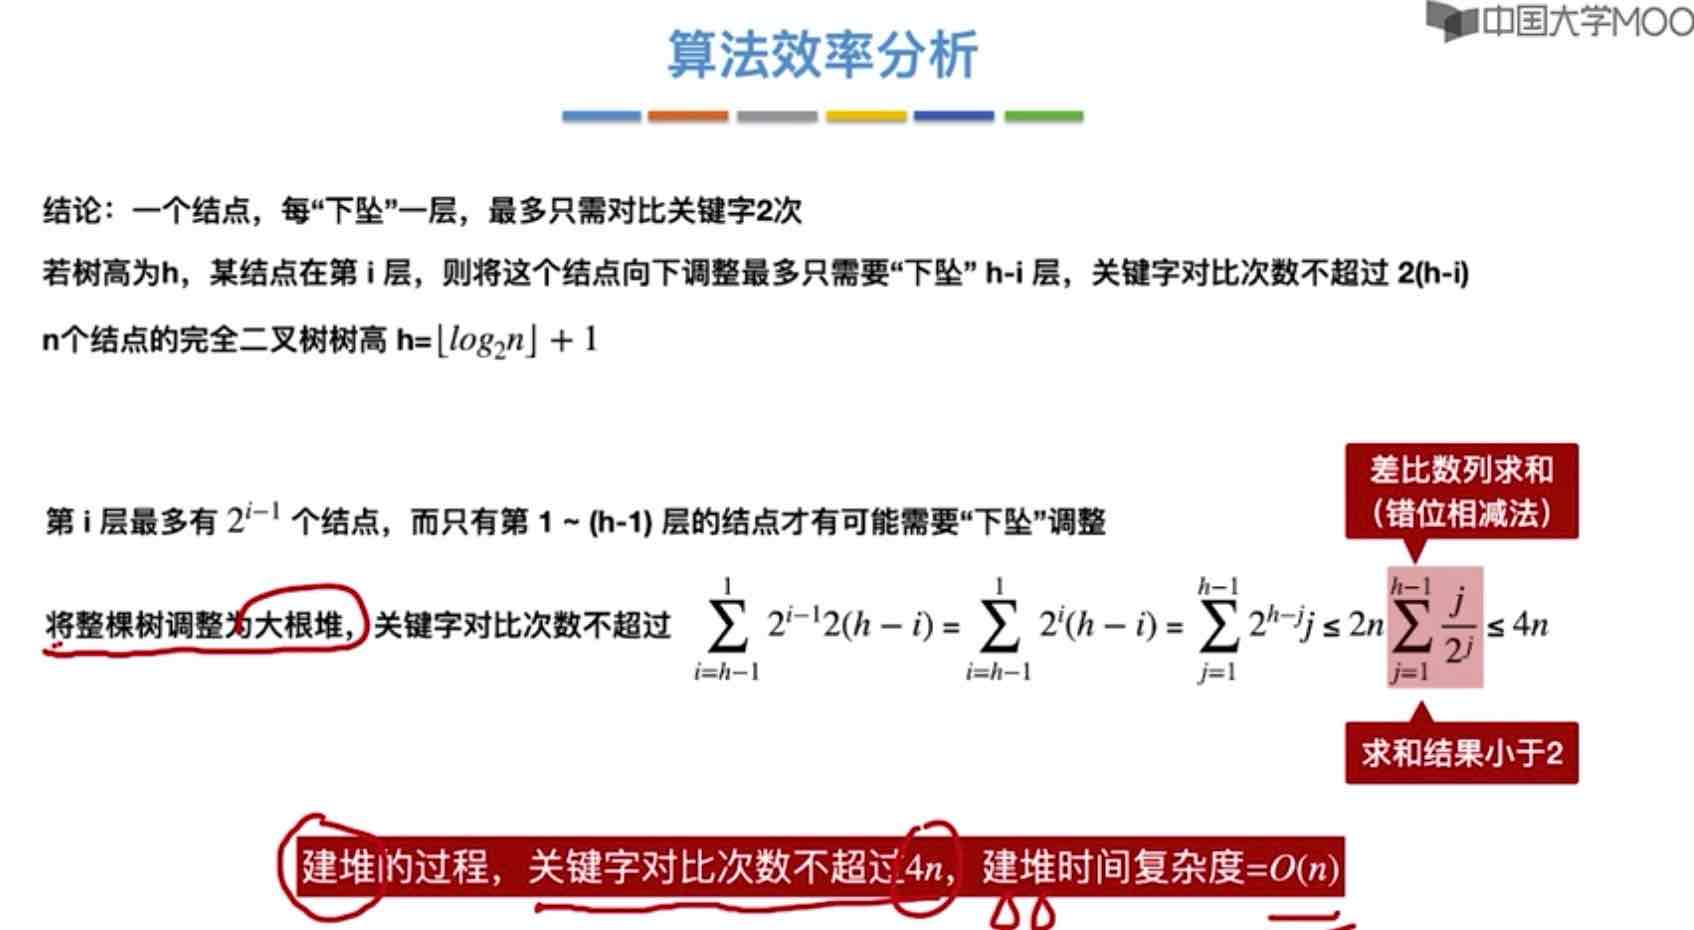 中国大学MOO
算法效率分析
结论：一个结点，每“下坠”一层，最多只需对比关键字2次
若树高为h，某结点在第 i 层，则将这个结点向下调整最多只需要“下坠” h-i 层，关键字对比次数不超过 2(h-i)
n个结点的完全二叉树树高 h=⌊log₂n⌋ + 1
差比数列求和
（错位相减法）
第 i 层最多有 2^{i−1} 个结点，而只有第 1 ~ (h-1) 层的结点才有可能需要“下坠”调整
将整棵树调整为大根堆，关键字对比次数不超过 \sum_{i=h−1}^{1} 2^{i−1}2(h − i) = \sum_{i=h−1}^{1} 2^{i}(h − i) = \sum_{j=1}^{h−1} 2^{h−j}j ≤ 2n \sum_{j=1}^{h−1} \frac{j}{2^{j}} ≤ 4n
求和结果小于2
建堆的过程，关键字对比次数不超过4n，建堆时间复杂度=O(n)